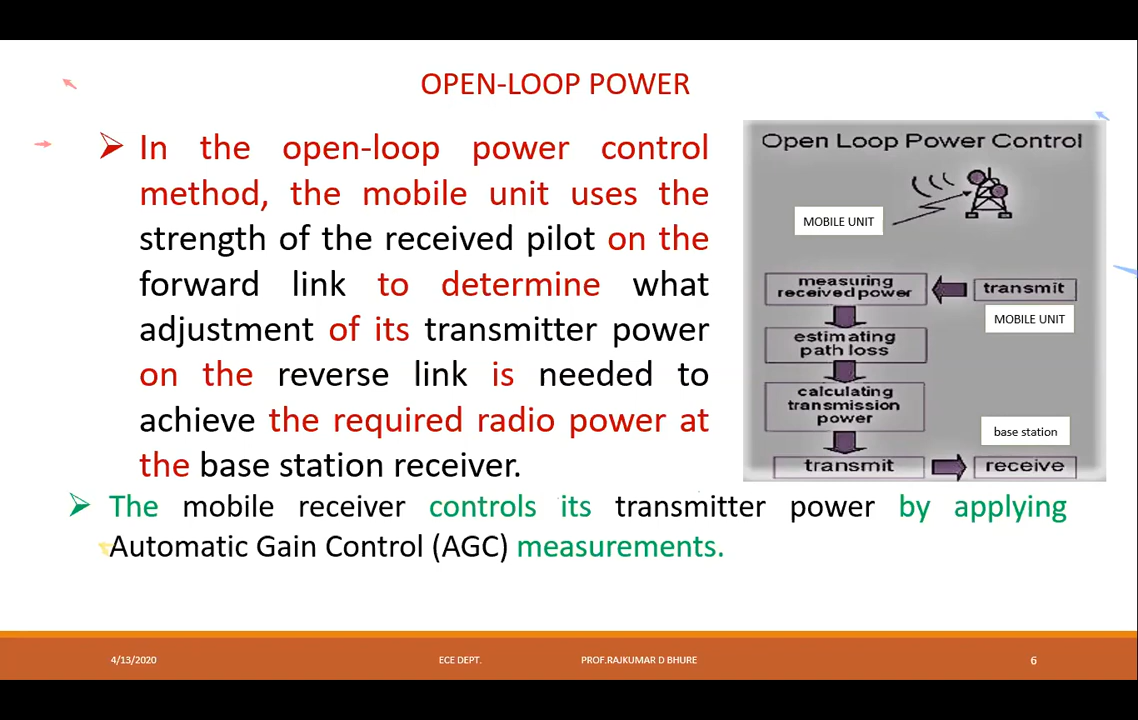 OPEN-LOOP POWER
In the open-loop power control
method, the mobile unit uses the
strength of the received pilot on the
forward link to determine what
adjustment of its transmitter power
on the reverse link is needed to
achieve the required radio power at
the base station receiver.
The mobile receiver controls its transmitter power by applying
Automatic Gain Control (AGC) measurements.
Open Loop Power Control
MOBILE UNIT
measuring
received power
transmit
MOBILE UNIT
estimating
path loss
calculating
transmission
power
base station
transmit
receive
4/13/2020
ECE DEPT.
PROF.RAJKUMAR D BHURE
6